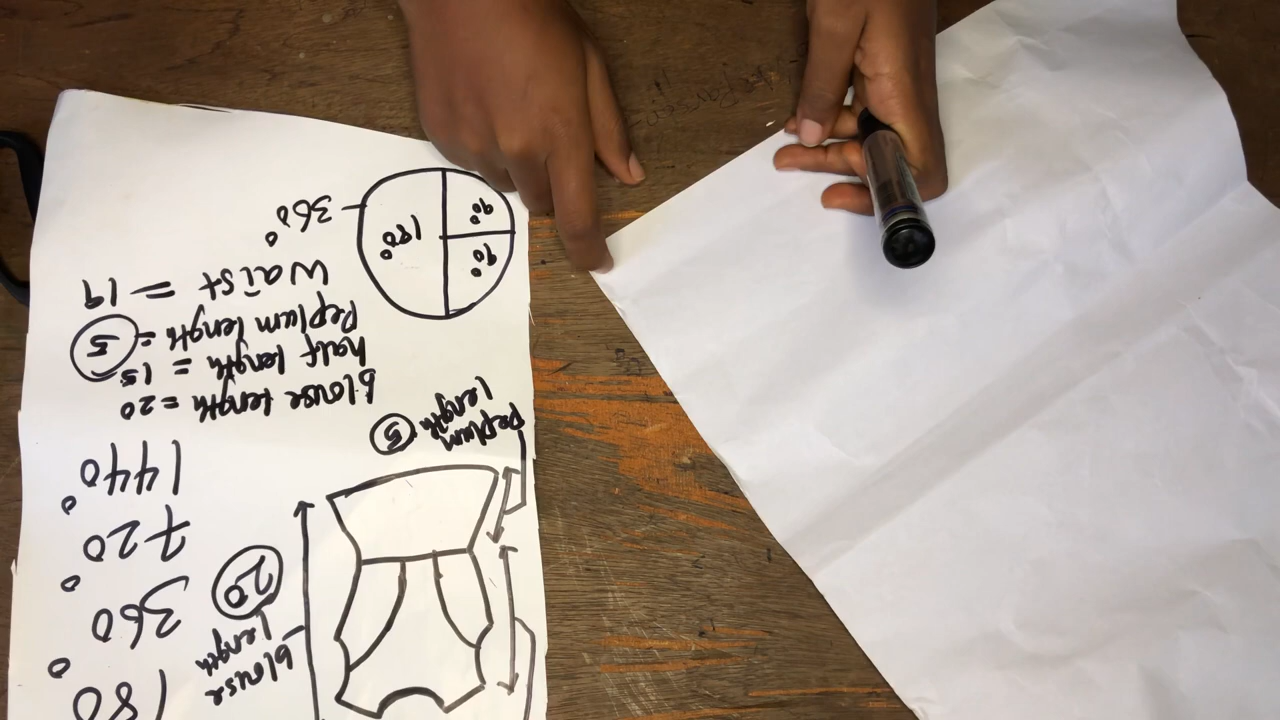 180°
360°
720°
1440°
blouse
length
20
Peplum
length 5
blouse length = 20
half length = 15
Peplum length = 5
Waist = 19
90°
180°
90°
360°